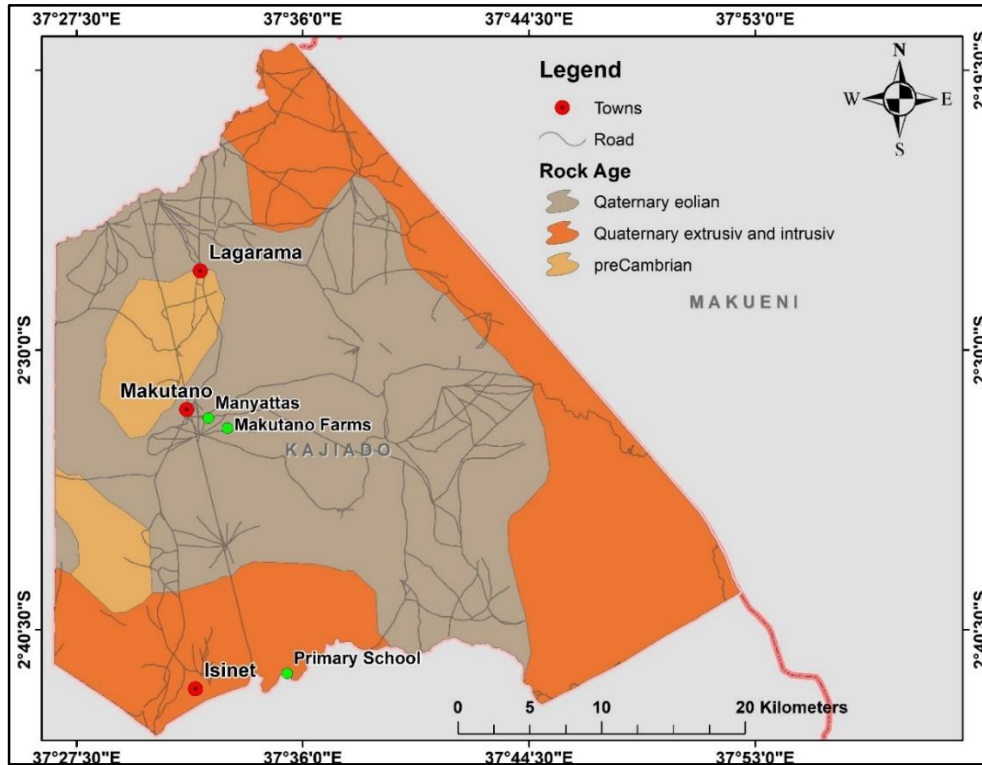 37°27'30"E
37°36'0"E
37°44'30"E
37°53'0"E
2°19'30"S
2°30'0"S
2°40'30"S
N
W
E
S
Legend
Towns
Road
Rock Age
Qaternary eolian
Quaternary extrusiv and intrusiv
preCambrian
MAKUENI
Lagarama
Makutano
Manyattas
Makutano Farms
KAJIADO
Primary School
Isinet
0 5 10 20 Kilometers
2°30'0"S
2°40'30"S
37°27'30"E
37°36'0"E
37°44'30"E
37°53'0"E